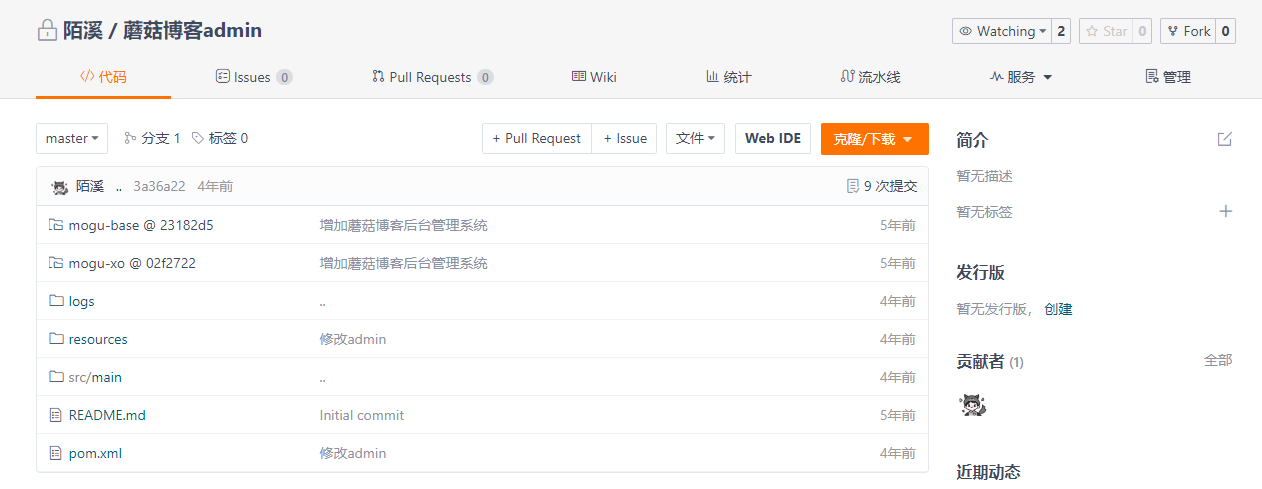 陌溪 / 蘑菇博客admin
Watching 2 Star 0 Fork 0
代码 Issues 0 Pull Requests 0 Wiki 统计 流水线 服务 管理
master 分支 1 标签 0 + Pull Request + Issue 文件 Web IDE 克隆/下载
陌溪 .. 3a36a22 4年前 9 次提交
mogu-base @ 23182d5 增加蘑菇博客后台管理系统 5年前
mogu-xo @ 02f2722 增加蘑菇博客后台管理系统 5年前
logs .. 4年前
resources 修改admin 4年前
src/main .. 4年前
README.md Initial commit 5年前
pom.xml 修改admin 4年前
简介
暂无描述
暂无标签
发行版
暂无发行版， 创建
贡献者 (1) 全部
近期动态